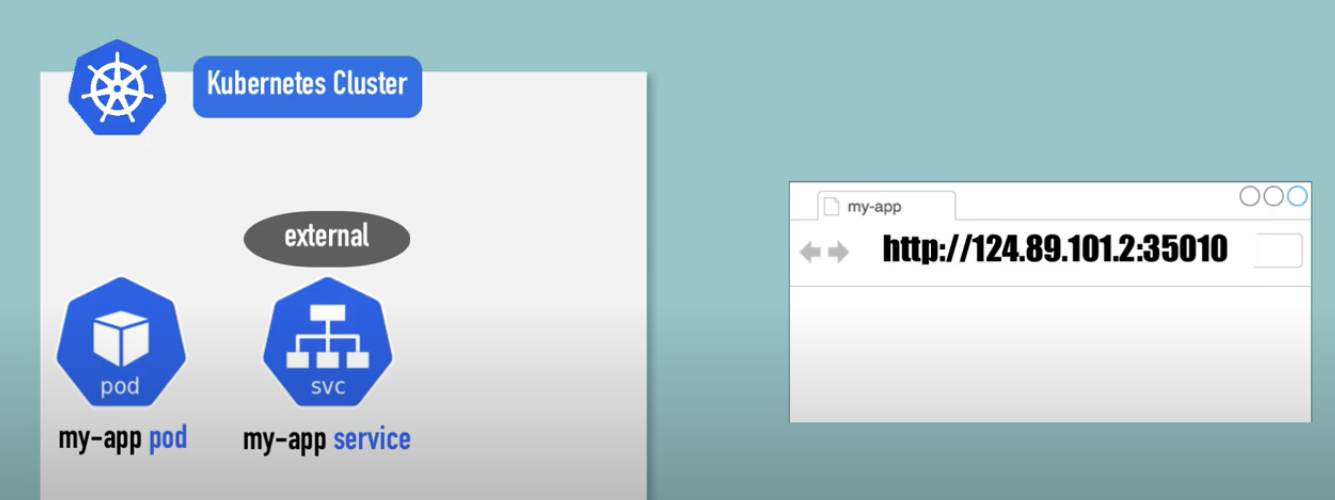 Kubernetes Cluster
external
pod
svc
my-app pod
my-app service
my-app
http://124.89.101.2:35010